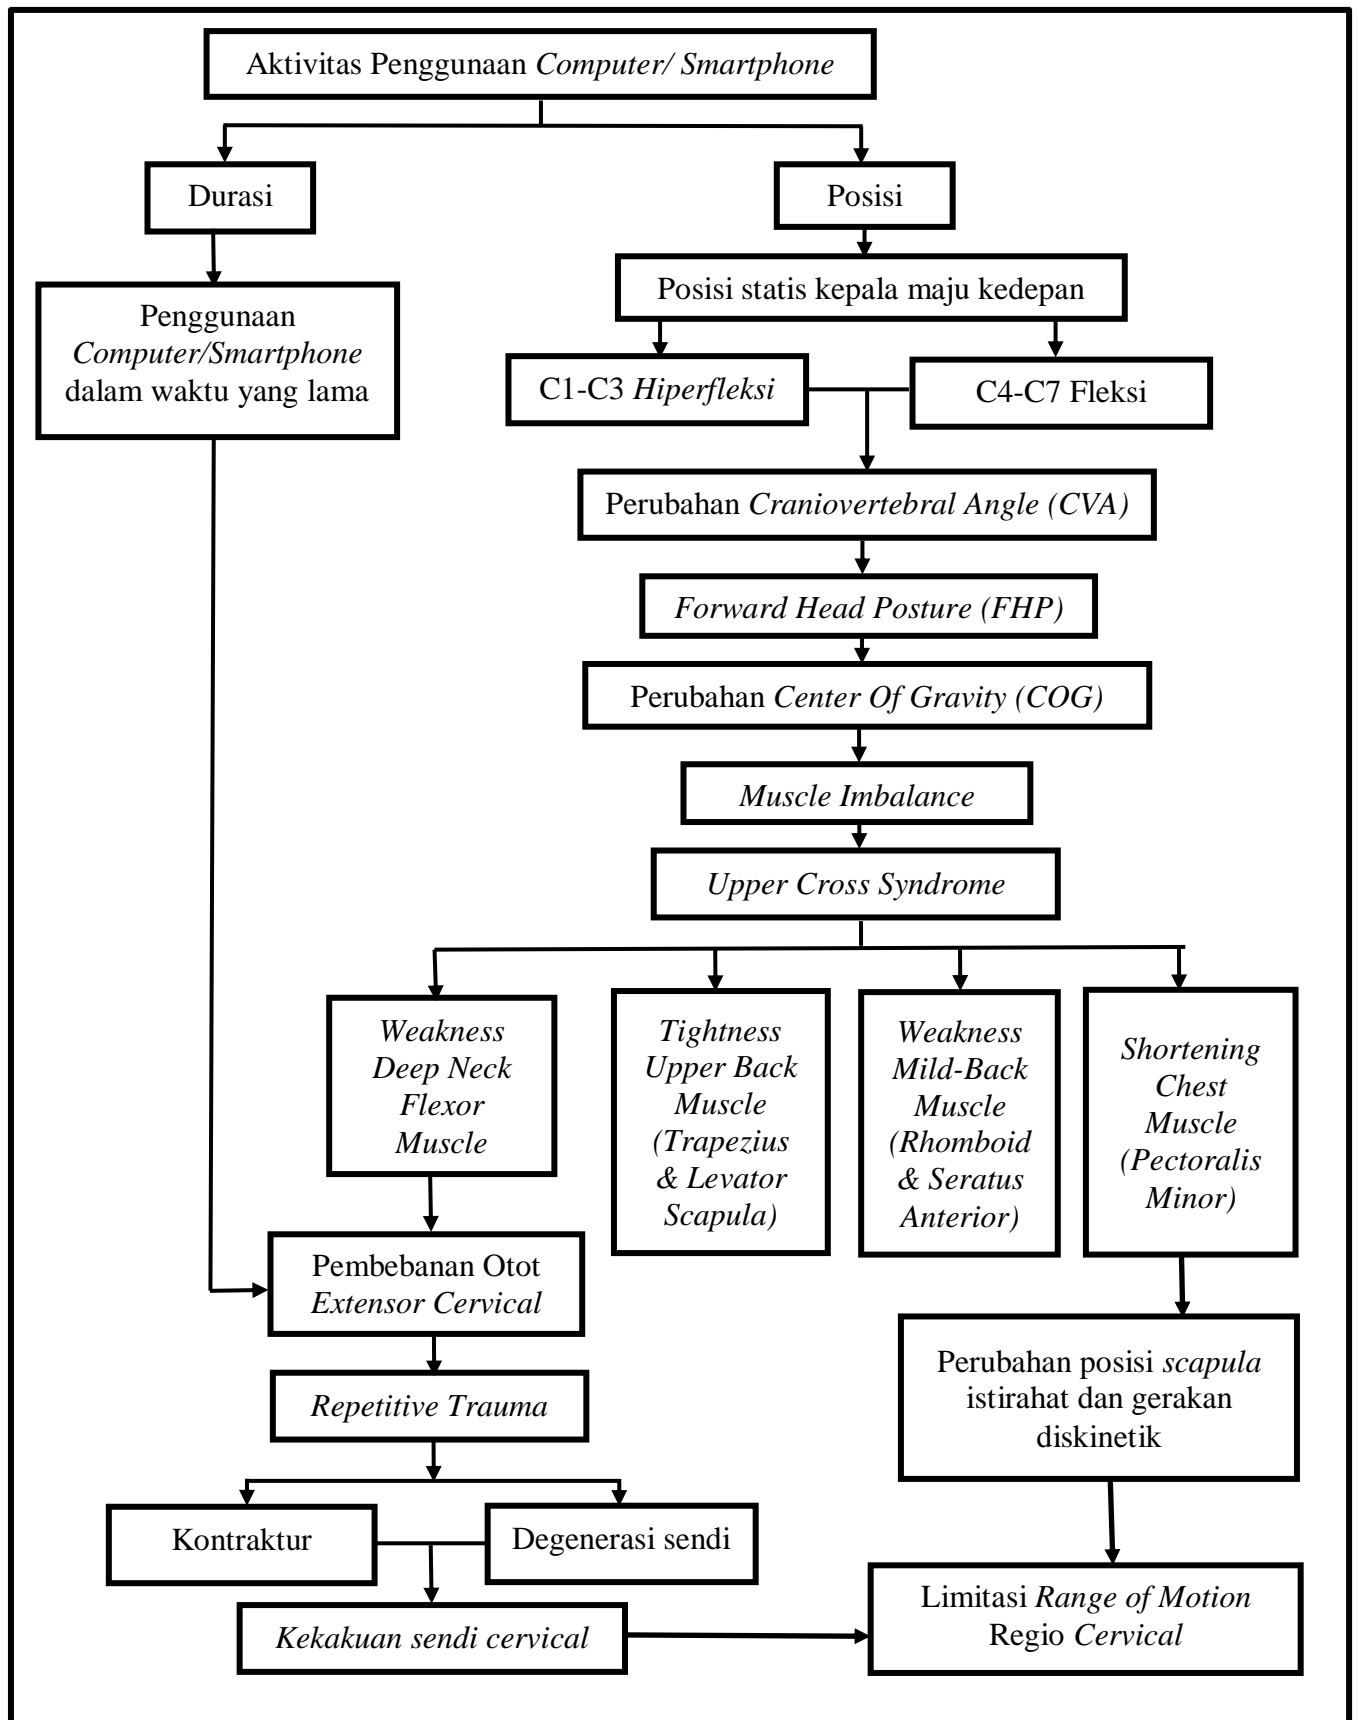 Aktivitas Penggunaan Computer/ Smartphone
Durasi
Posisi
Penggunaan
Computer/Smartphone
dalam waktu yang lama
Posisi statis kepala maju kedepan
C1-C3 Hiperfleksi
C4-C7 Fleksi
Perubahan Craniovertebral Angle (CVA)
Forward Head Posture (FHP)
Perubahan Center Of Gravity (COG)
Muscle Imbalance
Upper Cross Syndrome
Weakness
Deep Neck
Flexor
Muscle
Tightness
Upper Back
Muscle
(Trapezius
& Levator
Scapula)
Weakness
Mild-Back
Muscle
(Rhomboid
& Seratus
Anterior)
Shortening
Chest
Muscle
(Pectoralis
Minor)
Pembebanan Otot
Extensor Cervical
Perubahan posisi scapula
istirahat dan gerakan
diskinetik
Repetitive Trauma
Kontraktur
Degenerasi sendi
Kekakuan sendi cervical
Limitasi Range of Motion
Regio Cervical